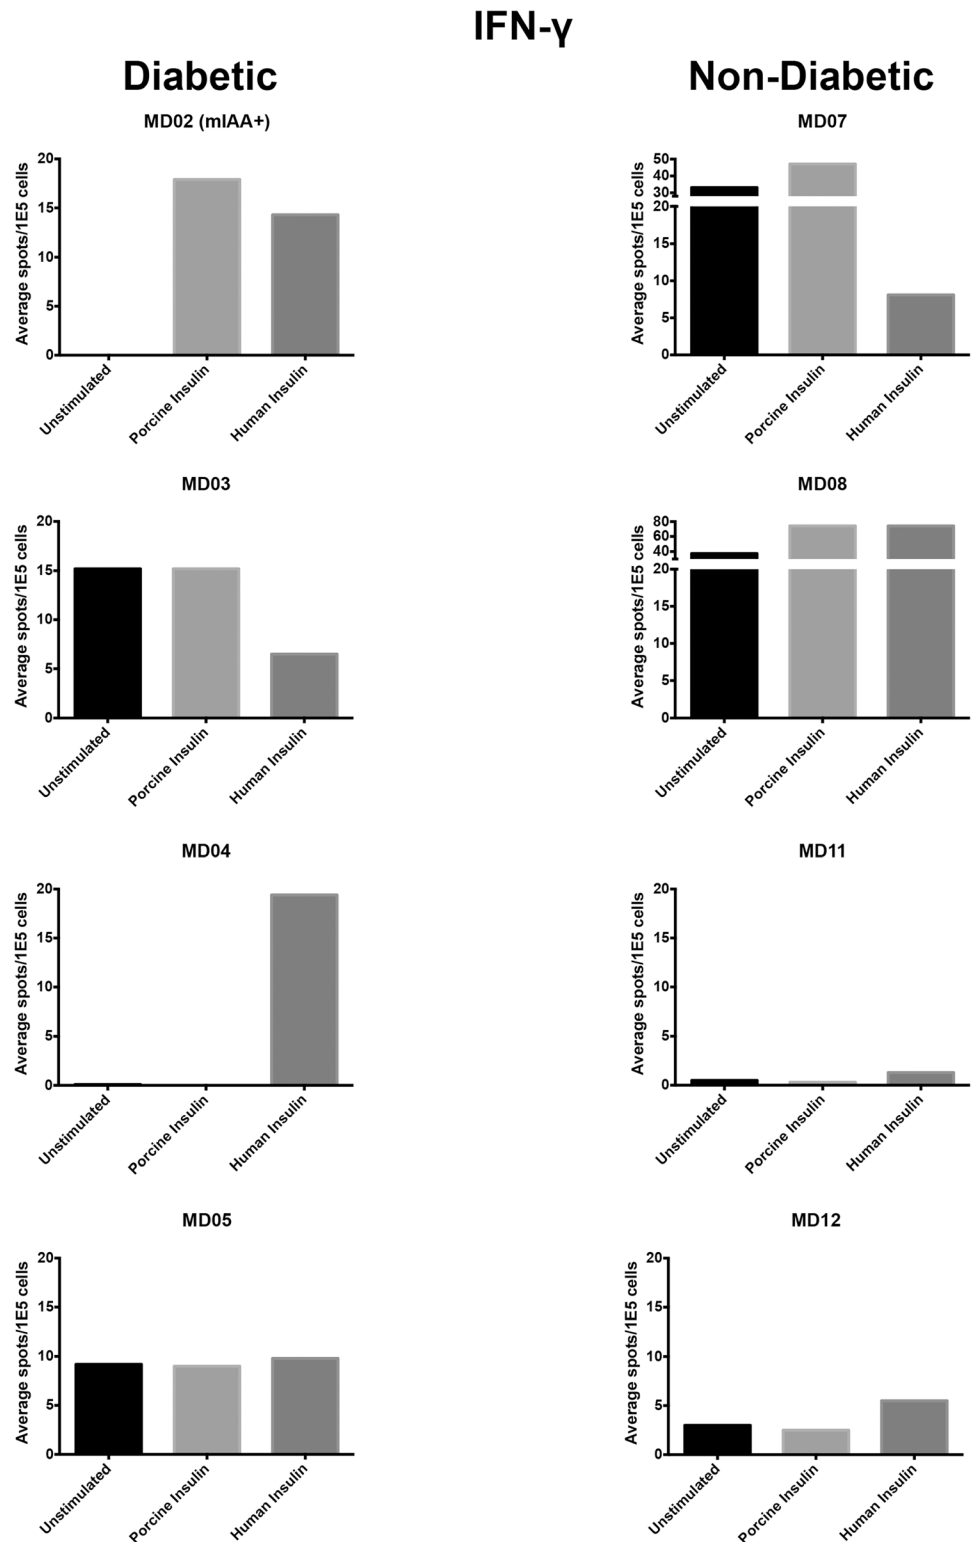 IFN-γ
Diabetic
Non-Diabetic
MD02 (mIAA+)
Average spots/1E5 cells
20
15
10
5
0
Unstimulated
Porcine Insulin
Human Insulin
MD07
Average spots/1E5 cells
50
40
30
20
15
10
5
0
Unstimulated
Porcine Insulin
Human Insulin
MD03
Average spots/1E5 cells
20
15
10
5
0
Unstimulated
Porcine Insulin
Human Insulin
MD08
Average spots/1E5 cells
80
60
40
20
15
10
5
0
Unstimulated
Porcine Insulin
Human Insulin
MD04
Average spots/1E5 cells
20
15
10
5
0
Unstimulated
Porcine Insulin
Human Insulin
MD11
Average spots/1E5 cells
20
15
10
5
0
Unstimulated
Porcine Insulin
Human Insulin
MD05
Average spots/1E5 cells
20
15
10
5
0
Unstimulated
Porcine Insulin
Human Insulin
MD12
Average spots/1E5 cells
20
15
10
5
0
Unstimulated
Porcine Insulin
Human Insulin